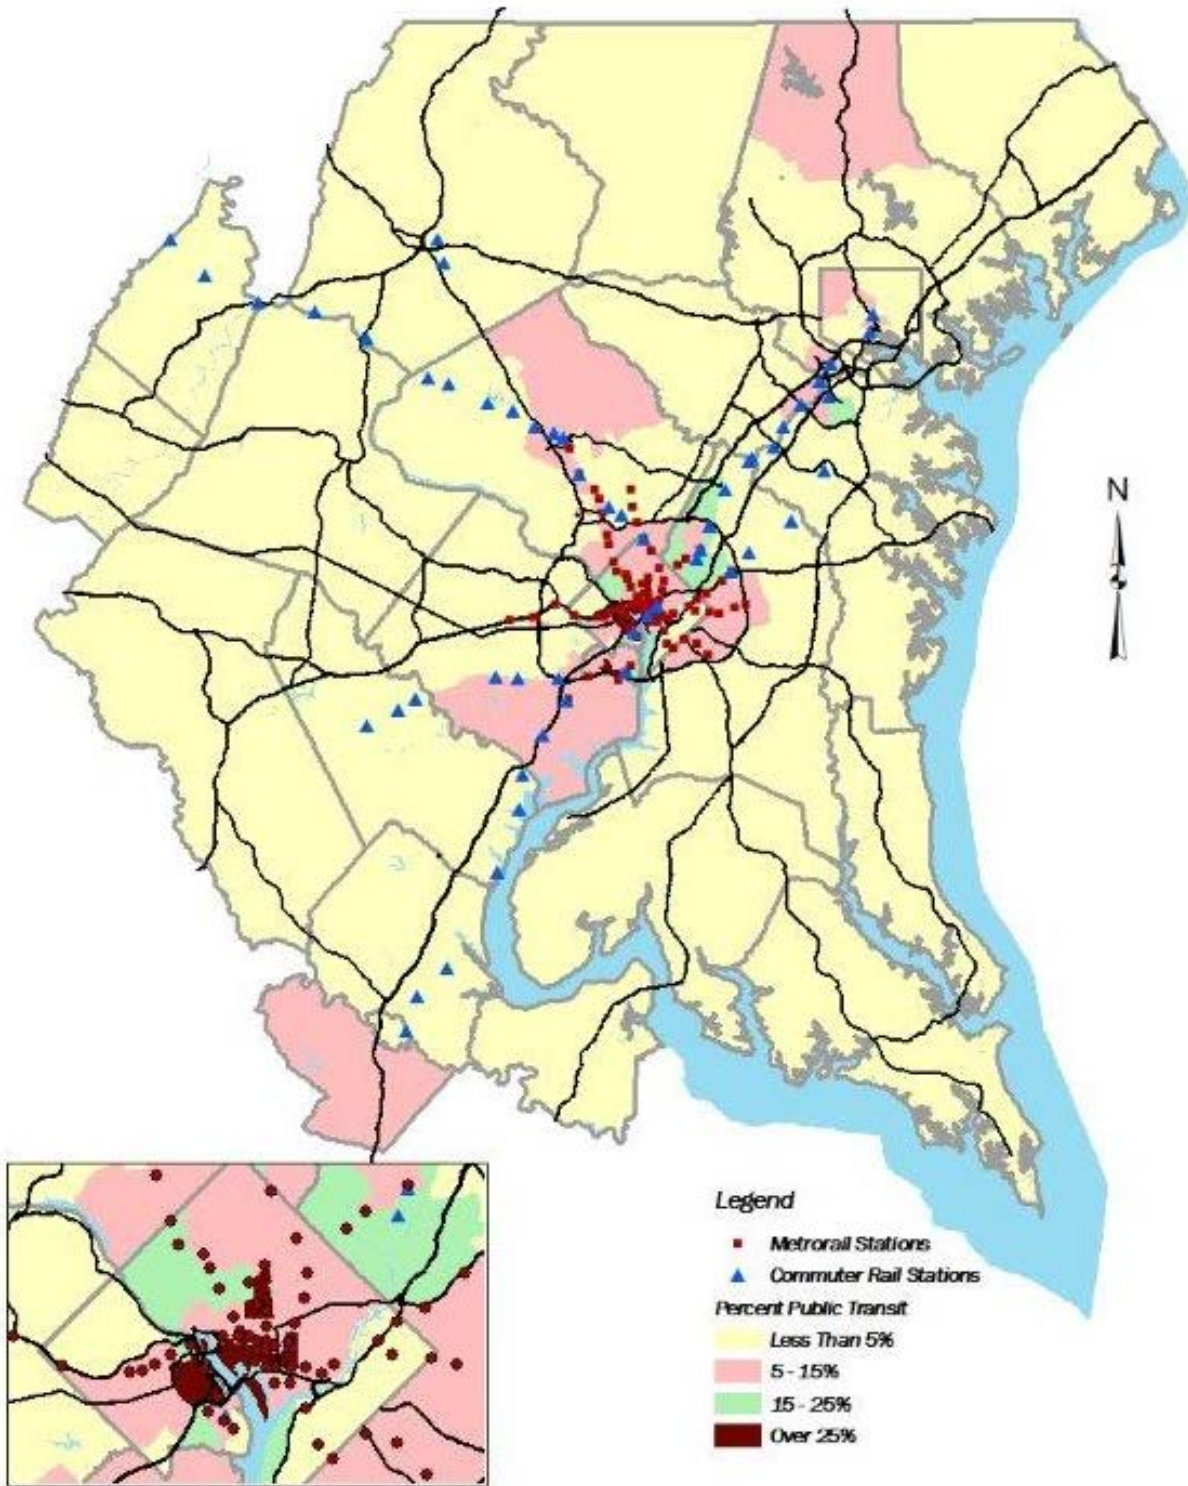 N
Legend
Metrorail Stations
Commuter Rail Stations
Percent Public Transit
Less Than 5%
5 - 15%
15 - 25%
Over 25%